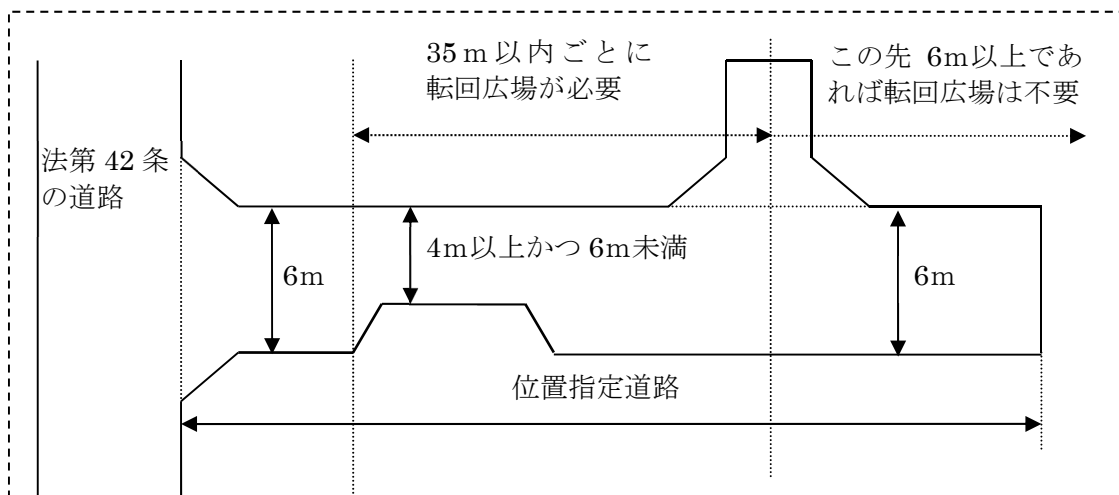 35ｍ以内ごとに
転回広場が必要
この先 6ｍ以上であ
れば転回広場は不要
法第 42 条
の道路
4ｍ以上かつ 6ｍ未満
6ｍ
6ｍ
位置指定道路